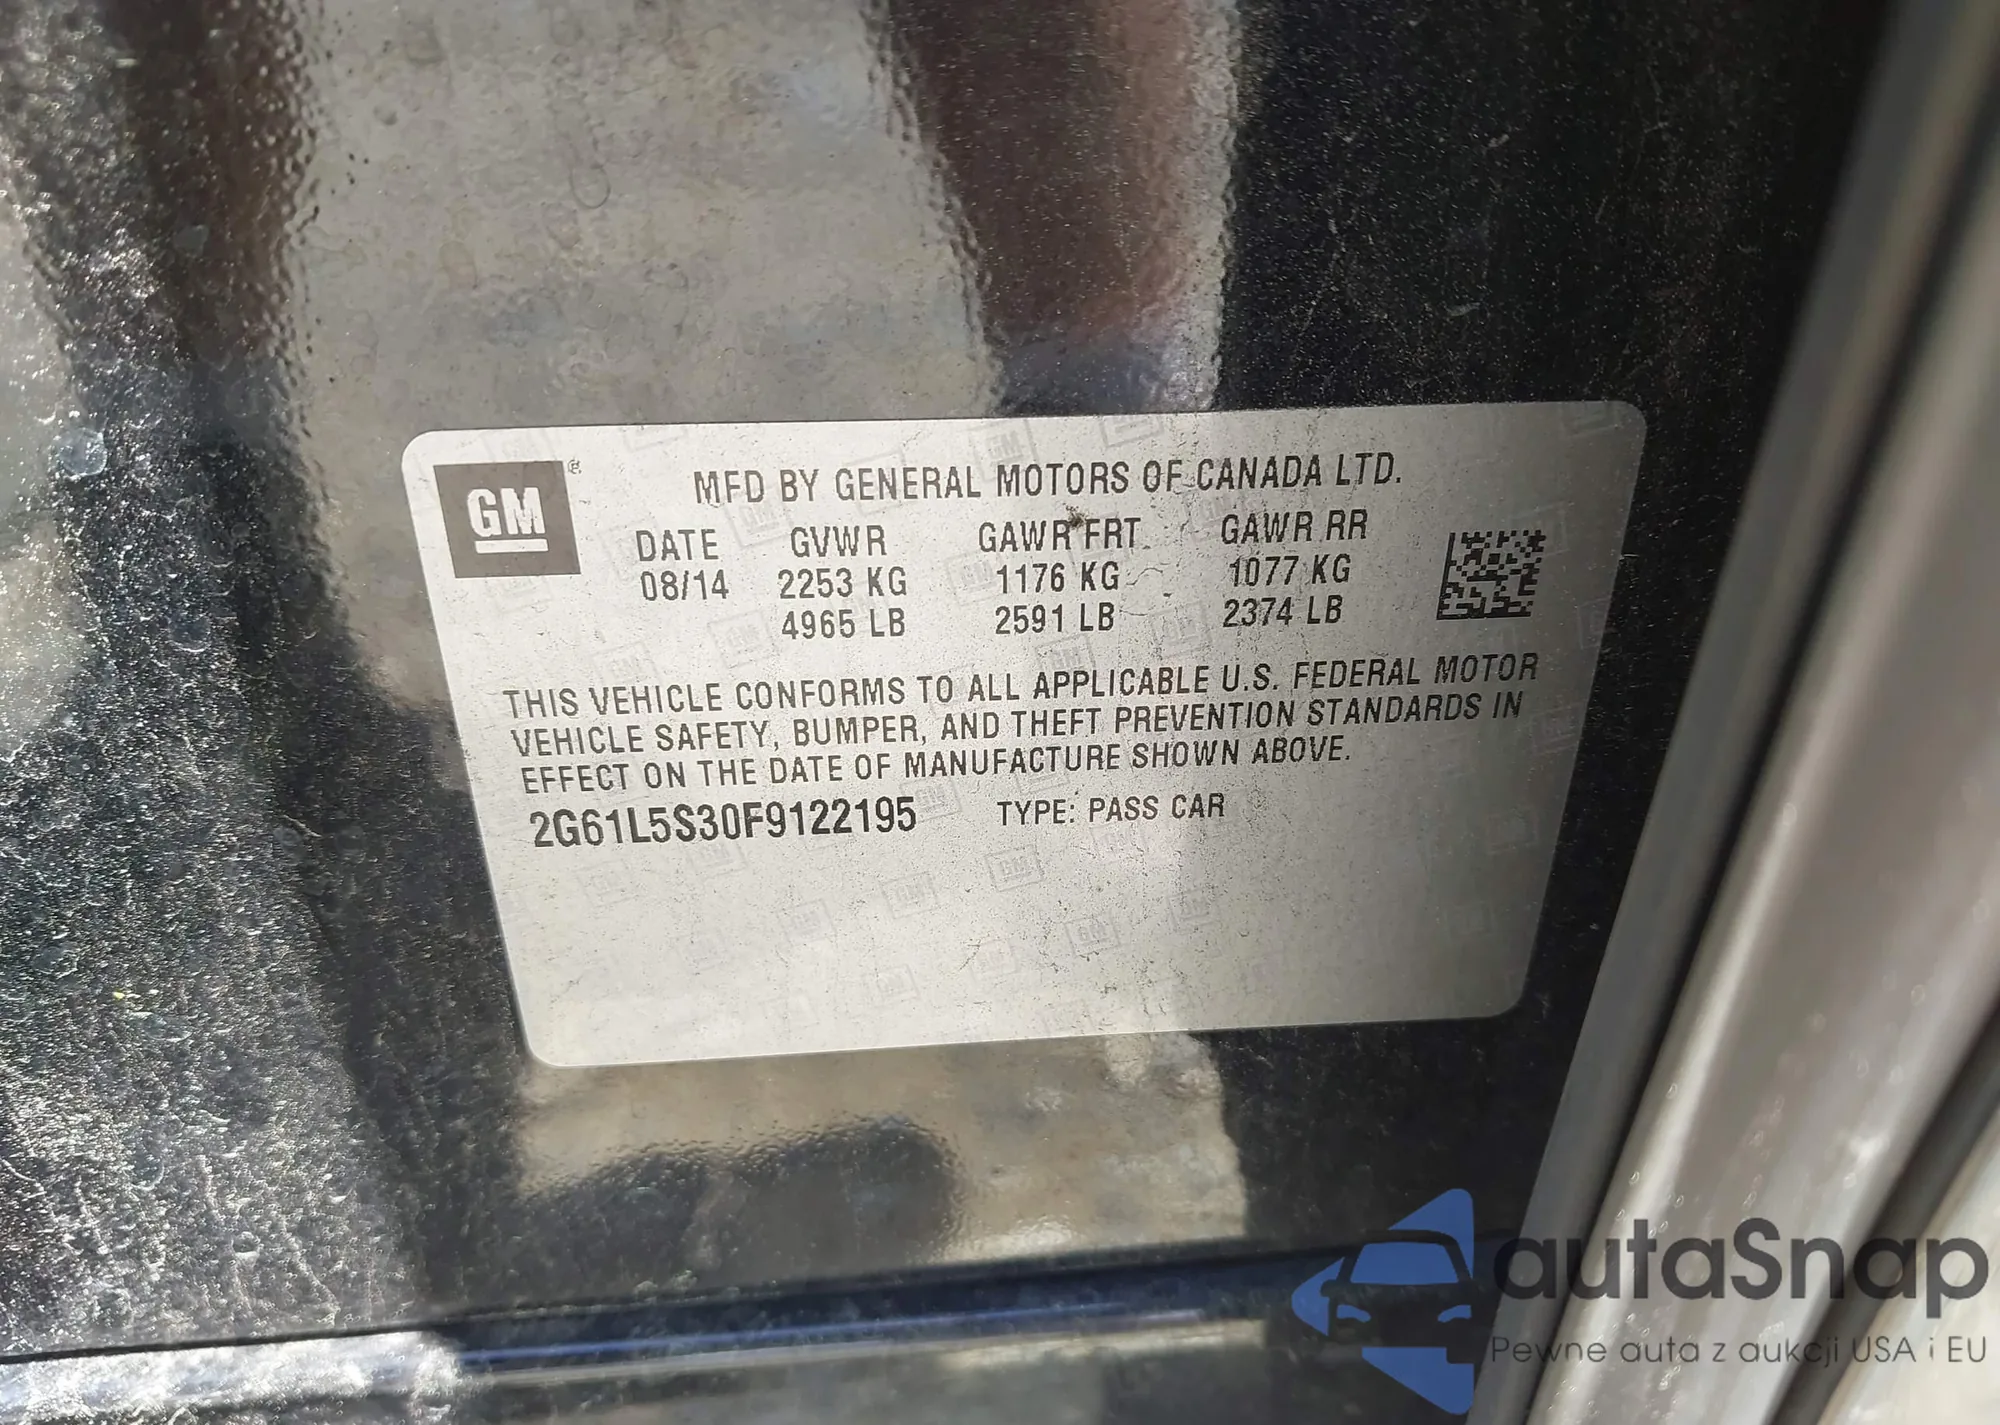 GM
MFD BY GENERAL MOTORS OF CANADA LTD.
DATE GVWR GAWR FRT GAWR RR
08/14 2253 KG 1176 KG 1077 KG
4965 LB 2591 LB 2374 LB
THIS VEHICLE CONFORMS TO ALL APPLICABLE U.S. FEDERAL MOTOR
VEHICLE SAFETY, BUMPER, AND THEFT PREVENTION STANDARDS IN
EFFECT ON THE DATE OF MANUFACTURE SHOWN ABOVE.
2G61L5S30F9122195 TYPE: PASS CAR
autaSnap
Pewne auta z aukcji USA i EU